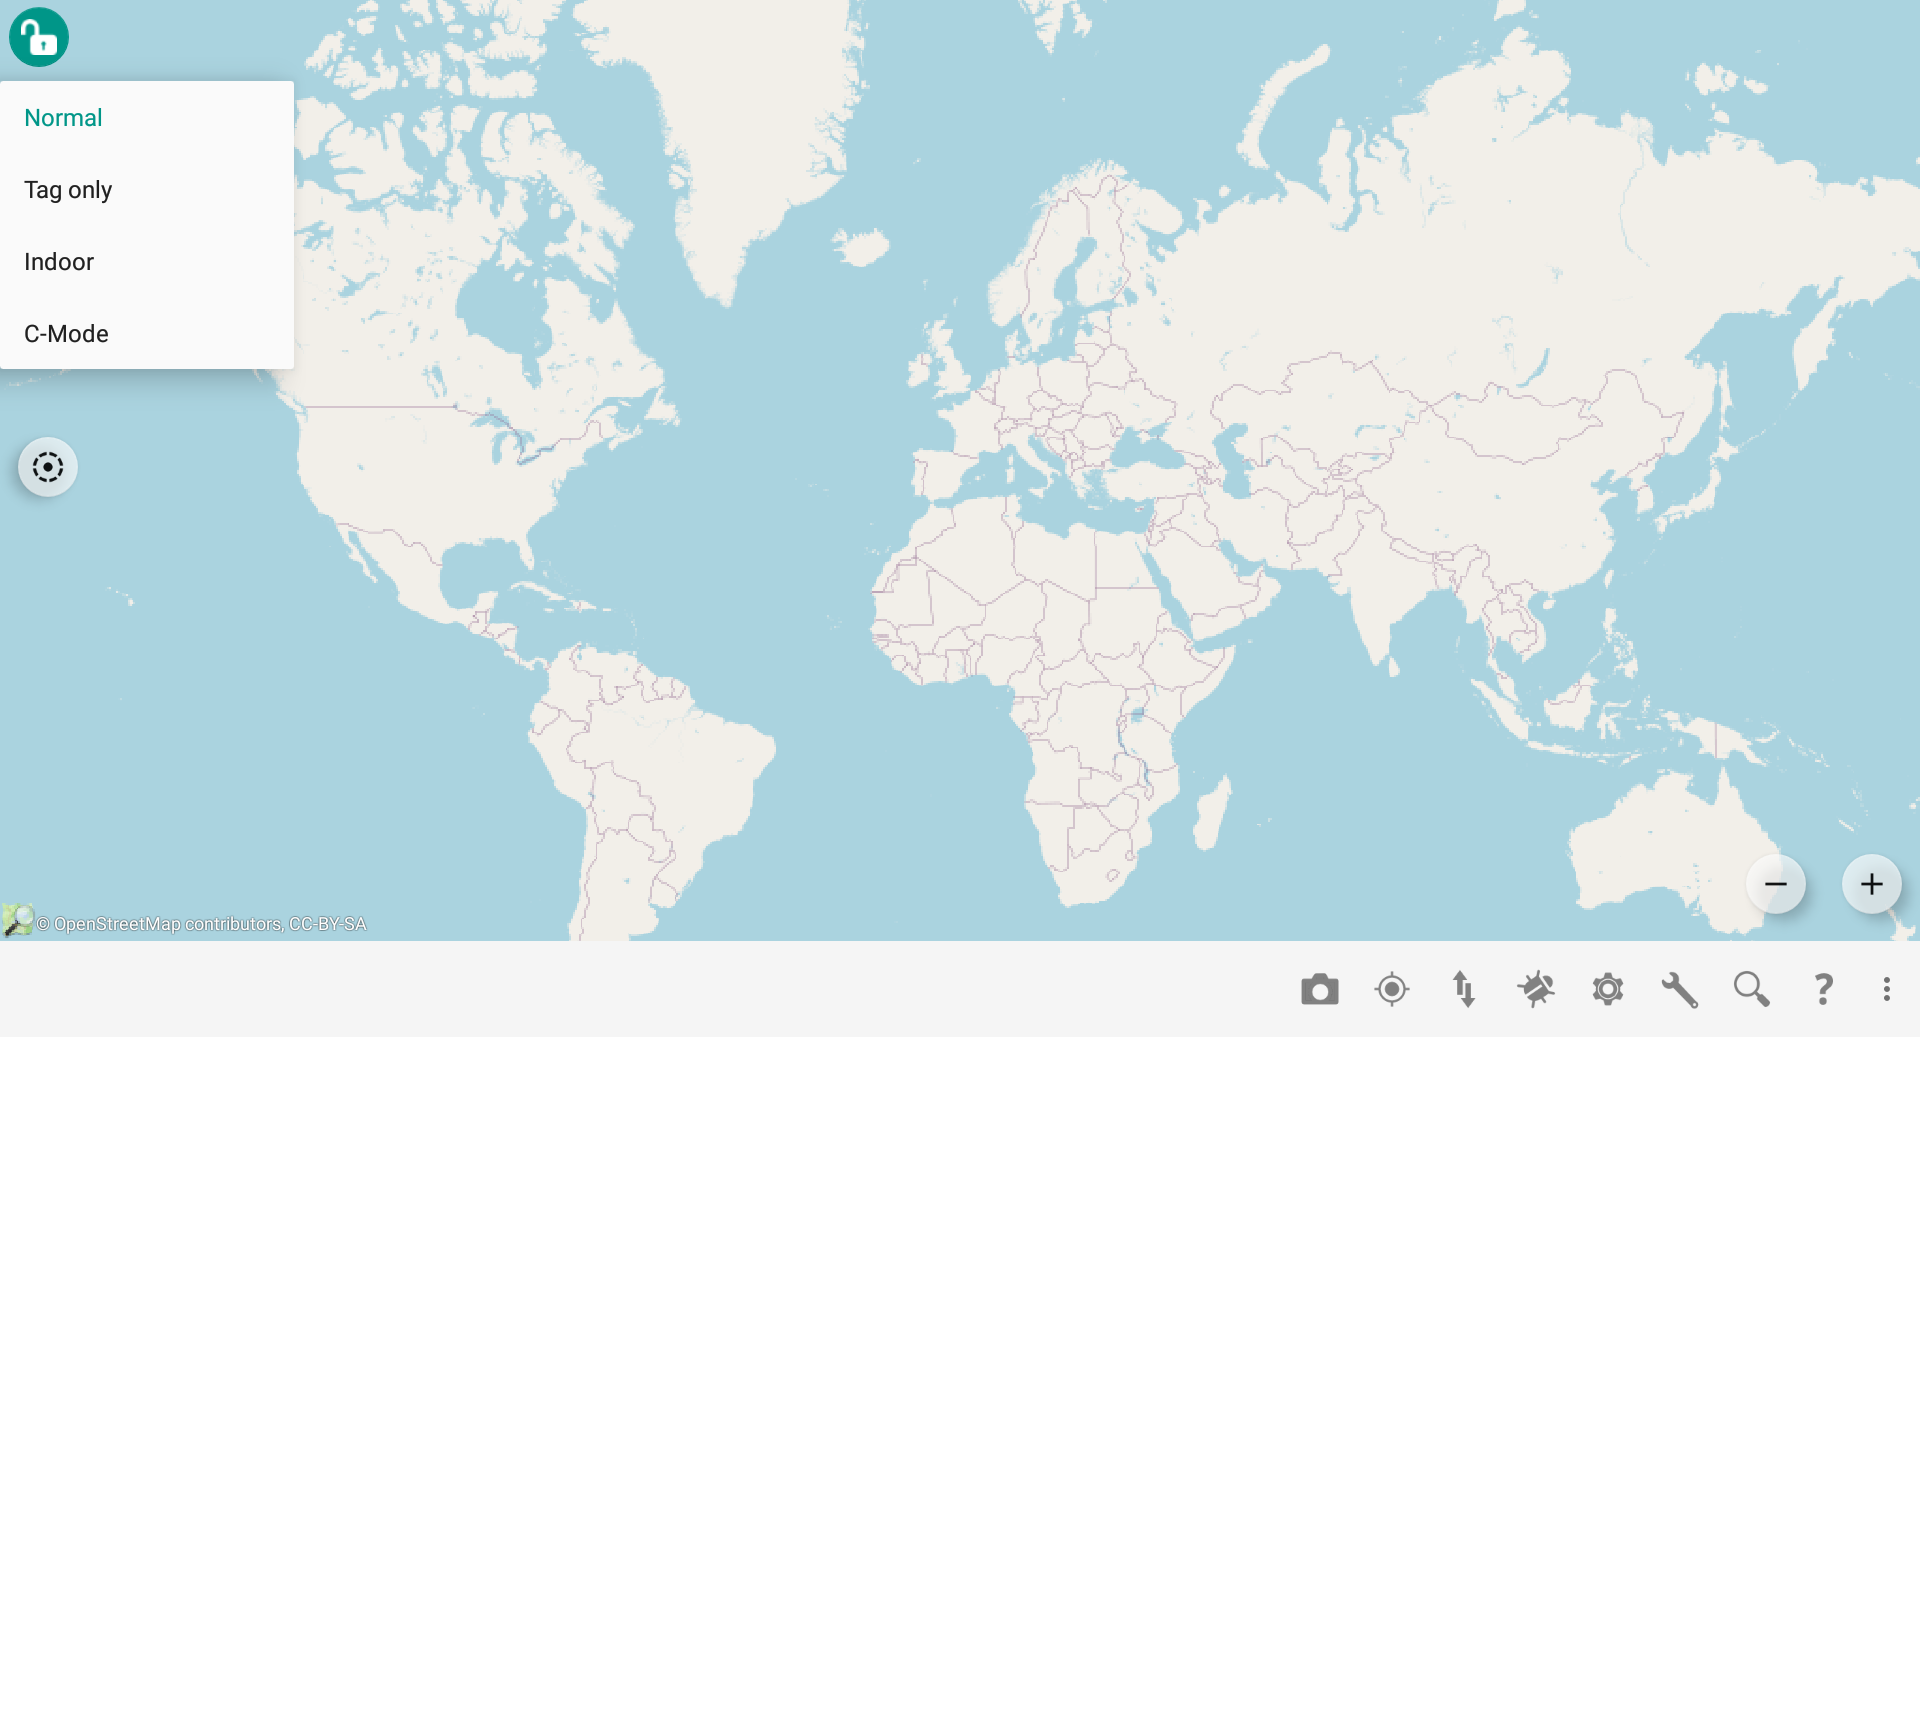 Normal
Tag only
Indoor
C-Mode
© OpenStreetMap contributors, CC-BY-SA